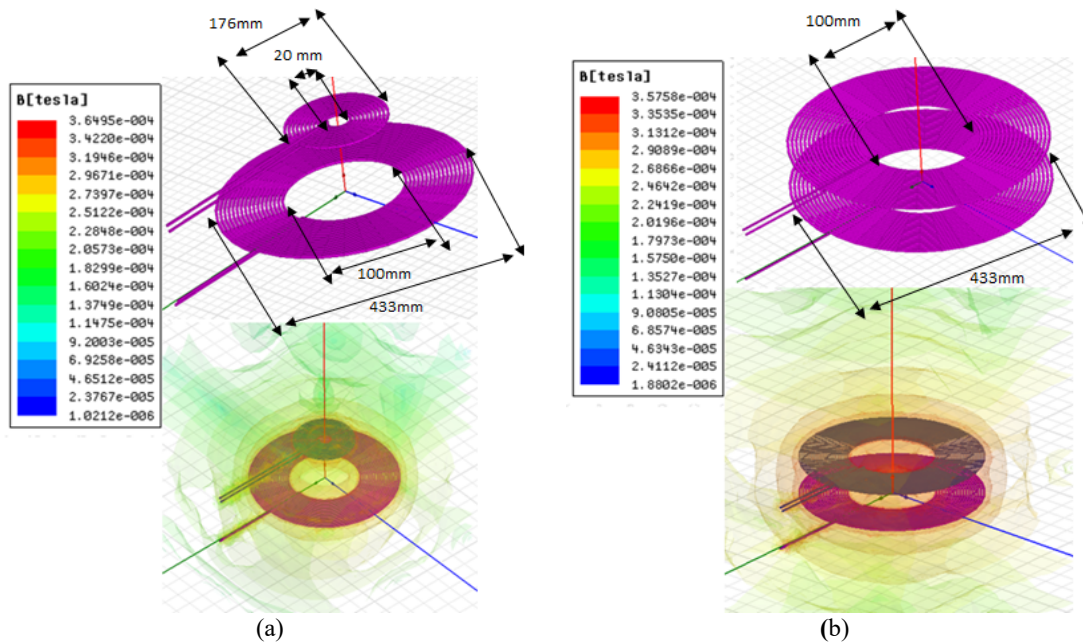 176mm
20 mm
B[tesla]
3.6495e-004
3.4220e-004
3.1946e-004
2.9671e-004
2.7397e-004
2.5122e-004
2.2848e-004
2.0573e-004
1.8299e-004
1.6024e-004
1.3749e-004
1.1475e-004
9.2003e-005
6.9258e-005
4.6512e-005
2.3767e-005
1.0212e-006
100mm
433mm
(a)
100mm
B[tesla]
3.5758e-004
3.3535e-004
3.1312e-004
2.9089e-004
2.6866e-004
2.4642e-004
2.2419e-004
2.0196e-004
1.7973e-004
1.5750e-004
1.3527e-004
1.1304e-004
9.0805e-005
6.8574e-005
4.6343e-005
2.4112e-005
1.8802e-006
433mm
(b)